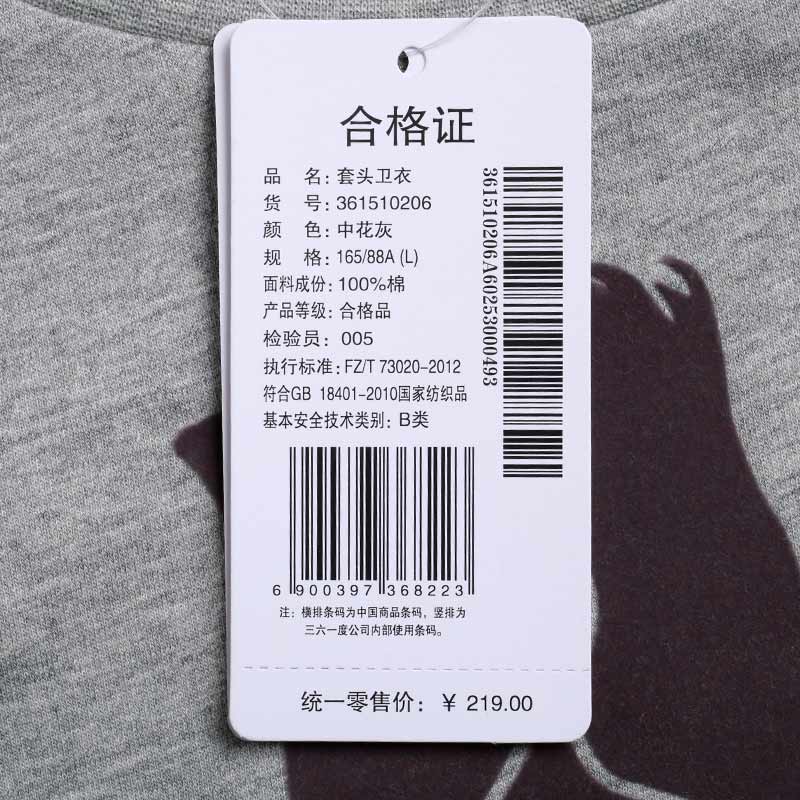 合格证
品 名：套头卫衣
货 号：361510206
颜 色：中花灰
规 格：165/88A (L)
面料成份：100%棉
产品等级：合格品
检验员：005
执行标准：FZ/T 73020-2012
符合GB 18401-2010国家纺织品
基本安全技术类别：B类
361510206A60253000493
6 900397 368223
注：横排条码为中国商品条码，竖排为
三六一度公司内部使用条码。
统一零售价：￥ 219.00